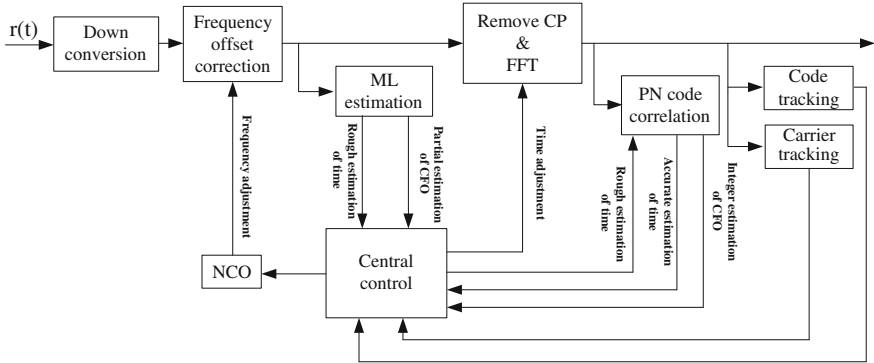 r(t)
Down
conversion
Frequency
offset
correction
Remove CP
&
FFT
ML
estimation
PN code
correlation
Code
tracking
Carrier
tracking
Frequency adjustment
Rough estimation
of time
Partial estimation
of CFO
Time adjustment
Rough estimation
of time
Accurate estimation
of time
Integer estimation
of CFO
NCO
Central
control